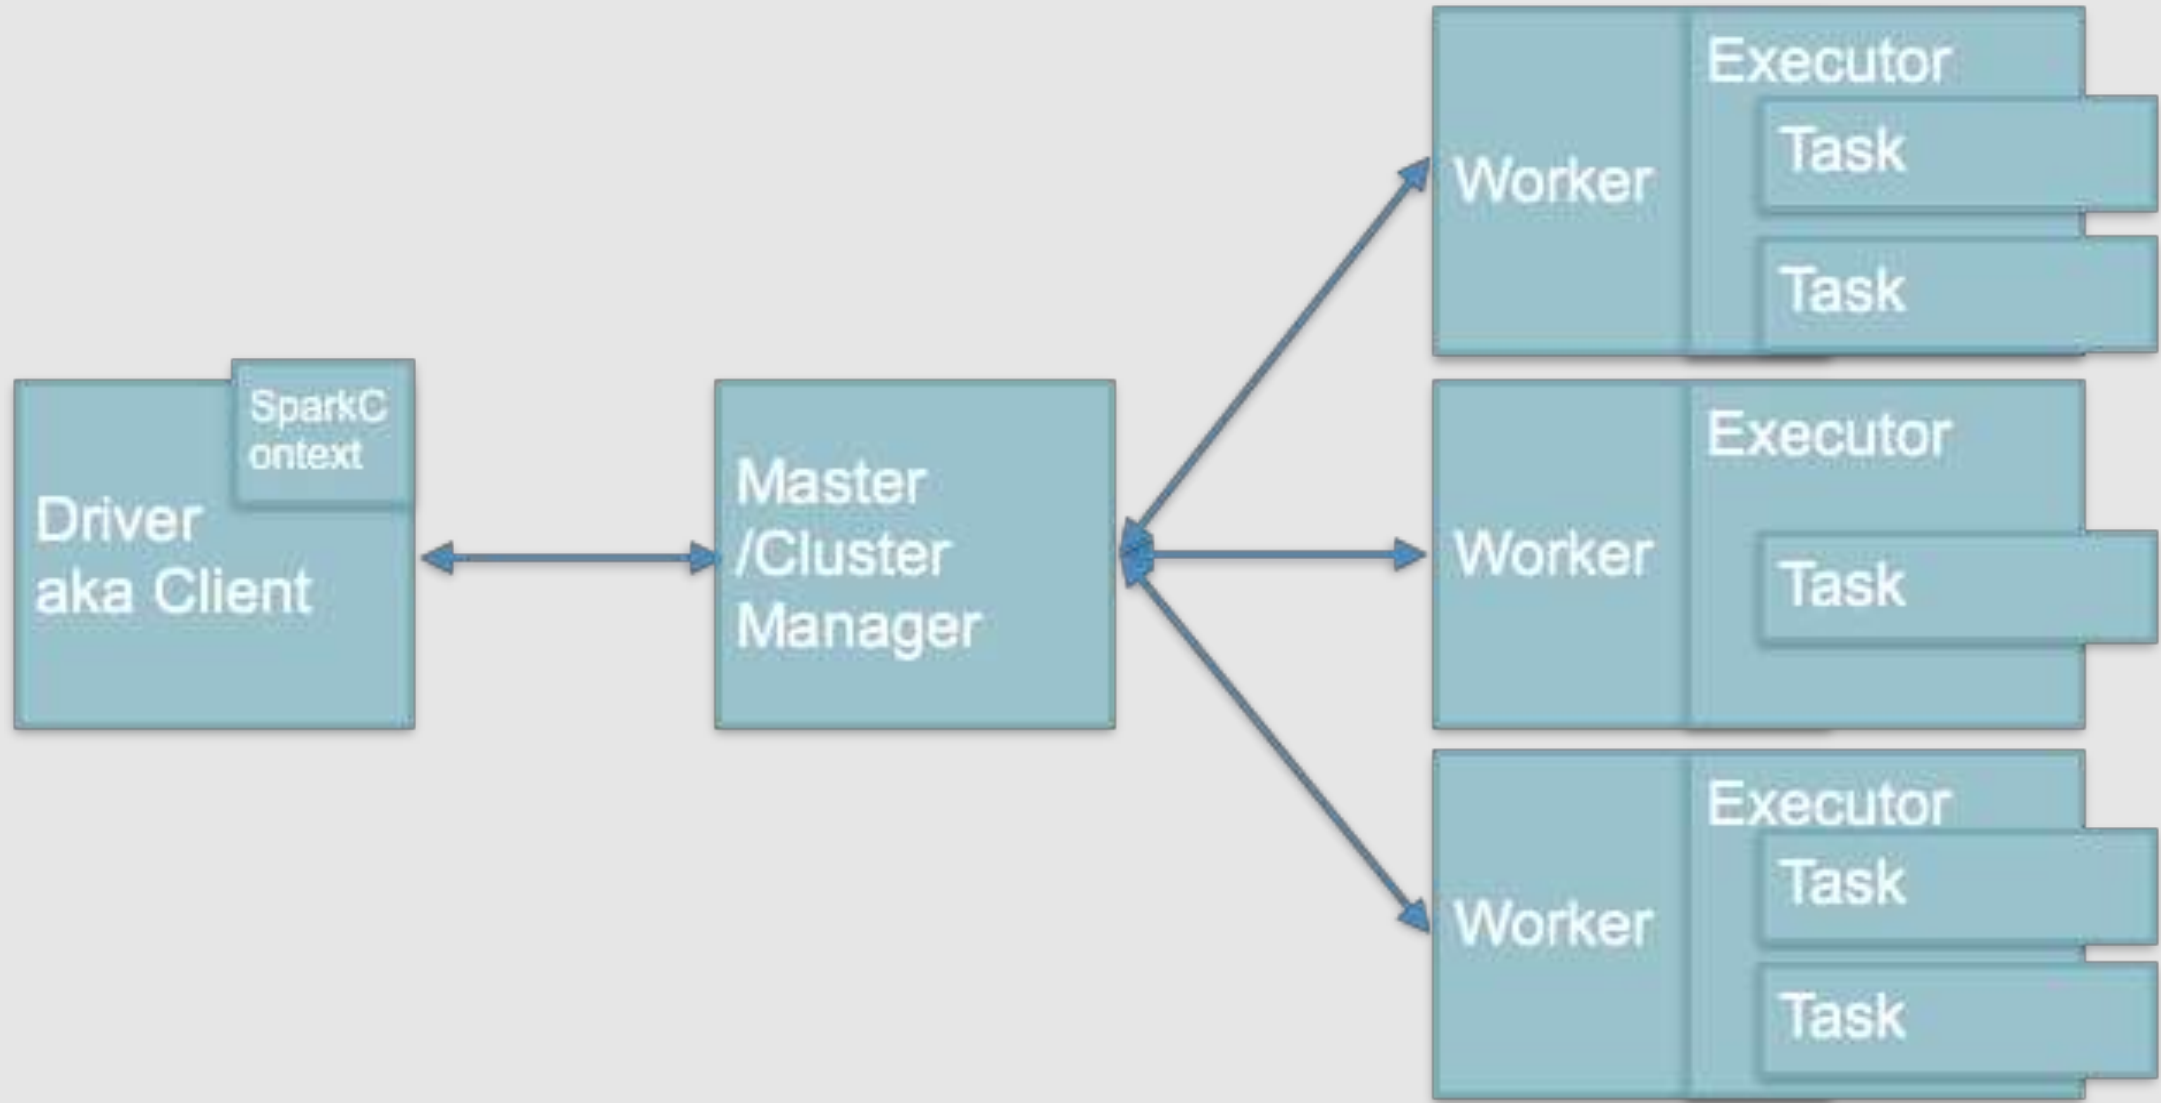 SparkC
ontext
Driver
aka Client
Master
/Cluster
Manager
Worker
Executor
Task
Task
Worker
Executor
Task
Worker
Executor
Task
Task